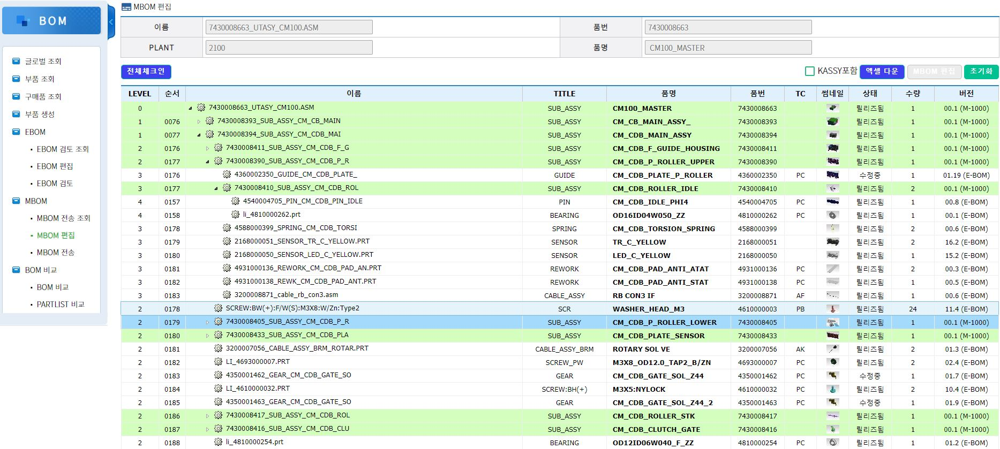 BOM
글로벌 조회
부품 조회
구매품 조회
부품 생성
EBOM
EBOM 검토 조회
EBOM 편집
EBOM 검토
MBOM
MBOM 전송 조회
MBOM 편집
MBOM 전송
BOM 비교
BOM 비교
PARTLIST 비교
MBOM 편집
이름 7430008663_UTASY_CM100.ASM 품번 7430008663
PLANT 2100 품명 CM100_MASTER
전체체크인 KASSY포함 엑셀 다운 MBOM 편집 초기화
LEVEL 순서 이름 TITLE 품명 품번 TC 썸네일 상태 수량 버전
0 7430008663_UTASY_CM100.ASM SUB_ASSY CM100_MASTER 7430008663 릴리즈됨 1 00.1 (M-1000)
1 0076 7430008393_SUB_ASSY_CM_CB_MAIN SUB_ASSY CM_CB_MAIN_ASSY_ 7430008393 릴리즈됨 1 00.1 (M-1000)
1 0077 7430008394_SUB_ASSY_CM_CDB_MAI SUB_ASSY CM_CDB_MAIN_ASSY 7430008394 릴리즈됨 1 00.1 (M-1000)
2 0176 7430008411_SUB_ASSY_CM_CDB_F_G SUB_ASSY CM_CDB_F_GUIDE_HOUSING 7430008411 릴리즈됨 1 00.1 (M-1000)
2 0177 7430008390_SUB_ASSY_CM_CDB_P_R SUB_ASSY CM_CDB_P_ROLLER_UPPER 7430008390 릴리즈됨 1 00.1 (M-1000)
3 0176 4360002350_GUIDE_CM_CDB_PLATE_ GUIDE CM_CDB_PLATE_P_ROLLER 4360002350 PC 수정중 1 01.19 (E-BOM)
3 0177 7430008410_SUB_ASSY_CM_CDB_ROL SUB_ASSY CM_CDB_ROLLER_IDLE 7430008410 릴리즈됨 2 00.1 (M-1000)
4 0157 4540004705_PIN_CM_CDB_PIN_IDLE PIN CM_CDB_IDLE_PHI4 4540004705 PC 릴리즈됨 1 00.8 (E-BOM)
4 0158 li_4810000262.prt BEARING OD16ID04W050_ZZ 4810000262 PC 릴리즈됨 1 00.1 (E-BOM)
3 0178 4588000399_SPRING_CM_CDB_TORSI SPRING CM_CDB_TORSION_SPRING 4588000399 릴리즈됨 2 00.6 (E-BOM)
3 0179 2168000051_SENSOR_TR_C_YELLOW.PRT SENSOR TR_C_YELLOW 2168000051 릴리즈됨 2 16.2 (E-BOM)
3 0180 2168000050_SENSOR_LED_C_YELLOW.PRT SENSOR LED_C_YELLOW 2168000050 릴리즈됨 1 15.2 (E-BOM)
3 0181 4931000136_REWORK_CM_CDB_PAD_AN.PRT REWORK CM_CDB_PAD_ANTI_ATAT 4931000136 PC 릴리즈됨 2 00.3 (E-BOM)
3 0182 4931000138_REWK_CM_CDB_PAD_ANT.PRT REWORK CM_CDB_PAD_ANTI_STAT 4931000138 PC 릴리즈됨 1 00.5 (E-BOM)
3 0183 3200008871_cable_rb_con3.asm CABLE_ASSY RB CON3 IF 3200008871 AF 릴리즈됨 1 00.6 (E-BOM)
2 0178 SCREW:BW(+):F/W(S):M3X8:W/Zn:Type2 SCR WASHER_HEAD_M3 4610000003 PB 릴리즈됨 24 11.4 (E-BOM)
2 0179 7430008405_SUB_ASSY_CM_CDB_P_R SUB_ASSY CM_CDB_P_ROLLER_LOWER 7430008405 릴리즈됨 1 00.1 (M-1000)
2 0180 7430008433_SUB_ASSY_CM_CDB_PLA SUB_ASSY CM_CDB_PLATE_SENSOR 7430008433 릴리즈됨 1 00.1 (M-1000)
2 0181 3200007056_CABLE_ASSY_BRM_ROTAR.PRT CABLE_ASSY_BRM ROTARY SOL VE 3200007056 AK 릴리즈됨 2 01.3 (E-BOM)
2 0182 LI_4693000007.PRT SCREW_PW M3X8_OD12.0_TAP2_B/ZN 4693000007 PC 릴리즈됨 2 02.4 (E-BOM)
2 0183 4350001462_GEAR_CM_CDB_GATE_SO GEAR CM_CDB_GATE_SOL_Z44 4350001462 PC 수정중 1 01.7 (E-BOM)
2 0184 LI_4610000032.PRT SCREW:BH(+) M3X5:NYLOCK 4610000032 PC 릴리즈됨 2 10.4 (E-BOM)
2 0185 4350001463_GEAR_CM_CDB_GATE_SO GEAR CM_CDB_GATE_SOL_Z44_2 4350001463 PC 수정중 1 01.9 (E-BOM)
2 0186 7430008417_SUB_ASSY_CM_CDB_ROL SUB_ASSY CM_CDB_ROLLER_STK 7430008417 릴리즈됨 1 00.1 (M-1000)
2 0187 7430008416_SUB_ASSY_CM_CDB_CLU SUB_ASSY CM_CDB_CLUTCH_GATE 7430008416 릴리즈됨 1 00.1 (M-1000)
2 0188 li_4810000254.prt BEARING OD12ID06W040_F_ZZ 4810000254 PC 릴리즈됨 1 01.2 (E-BOM)